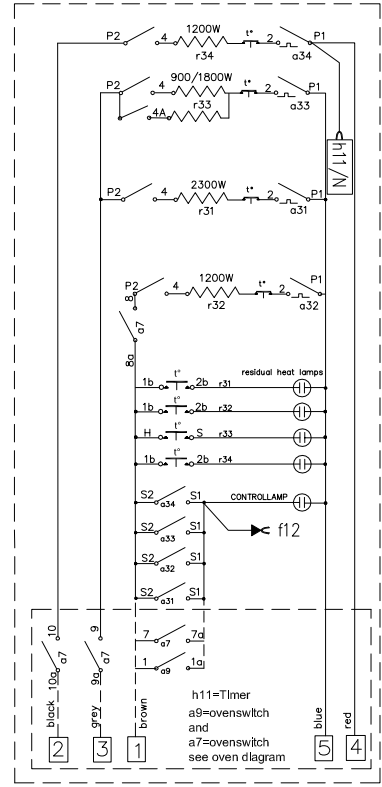 1200W
P2 4 t° 2 P1
r34 a34
900/1800W
P2 4 t° 2 P1
r33 a33
4A
h11/N
2300W
P2 4 t° 2 P1
r31 a31
1200W
P2 4 t° 2 P1
r32 a32
8
a7
8a
residual heat lamps
t°
1b 2b r31
t°
1b 2b r32
t°
H S r33
t°
1b 2b r34
S2 S1 CONTROLLAMP
a34
f12
S2 S1
a33
S2 S1
a32
S2 S1
a31
10 9 7 7a
a7 a7 a7
10a 9a 1 1a
a9
h11=TImer
a9=ovenswItch
and
a7=ovenswItch
see oven dIagram
black grey brown blue red
2 3 1 5 4